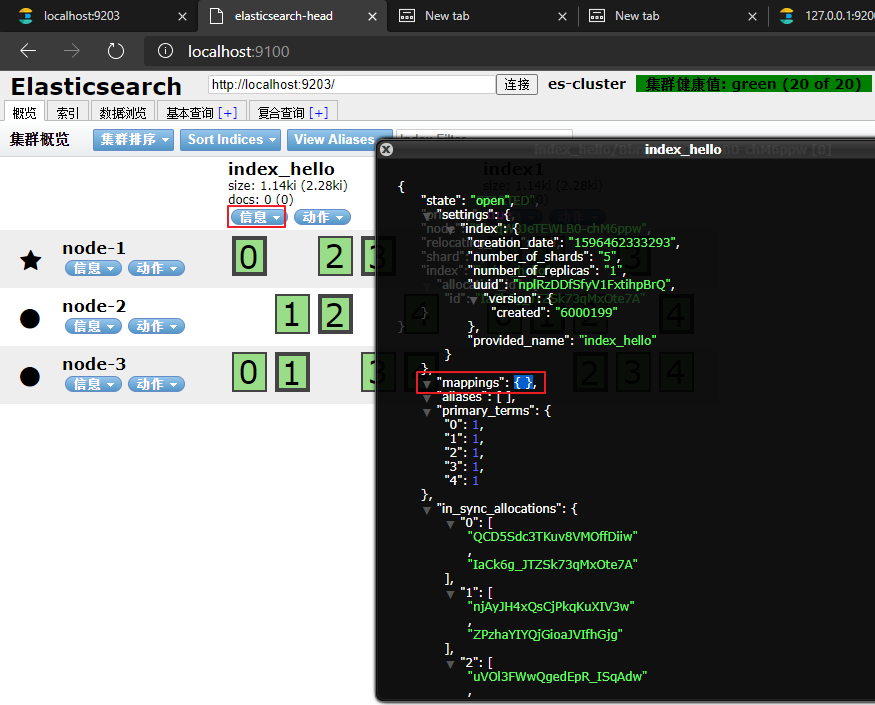 localhost:9203
elasticsearch-head
New tab
New tab
127.0.0.1:920
localhost:9100
Elasticsearch
http://localhost:9203/
连接
es-cluster
集群健康值: green (20 of 20)
概览
索引
数据浏览
基本查询 [+]
复合查询 [+]
集群概览
集群排序
Sort Indices
View Aliases
Index Filter
index_hello
size: 1.14ki (2.28ki)
docs: 0 (0)
信息
动作
index1
node-1
信息
动作
0
2
3
node-2
信息
动作
1
2
node-3
信息
动作
0
1
3
2
3
4
index_hello
{
"state": "open",
"settings": {
"index": {
"creation_date": "1596462333293",
"number_of_shards": "5",
"number_of_replicas": "1",
"uuid": "nplRzDDfSfyV1FxtihpBrQ",
"version": {
"created": "6000199"
},
"provided_name": "index_hello"
}
},
"mappings": { },
"aliases": [ ],
"primary_terms": {
"0": 1,
"1": 1,
"2": 1,
"3": 1,
"4": 1
},
"in_sync_allocations": {
"0": [
"QCD5Sdc3TKuv8VMOffDiiw"
,
"IaCk6g_JTZSk73qMxOte7A"
],
"1": [
"njAyJH4xQsCjPkqKuXIV3w"
,
"ZPzhaYIYQjGioaJVIfhGjg"
],
"2": [
"uVOl3FWwQgedEpR_ISqAdw"
,